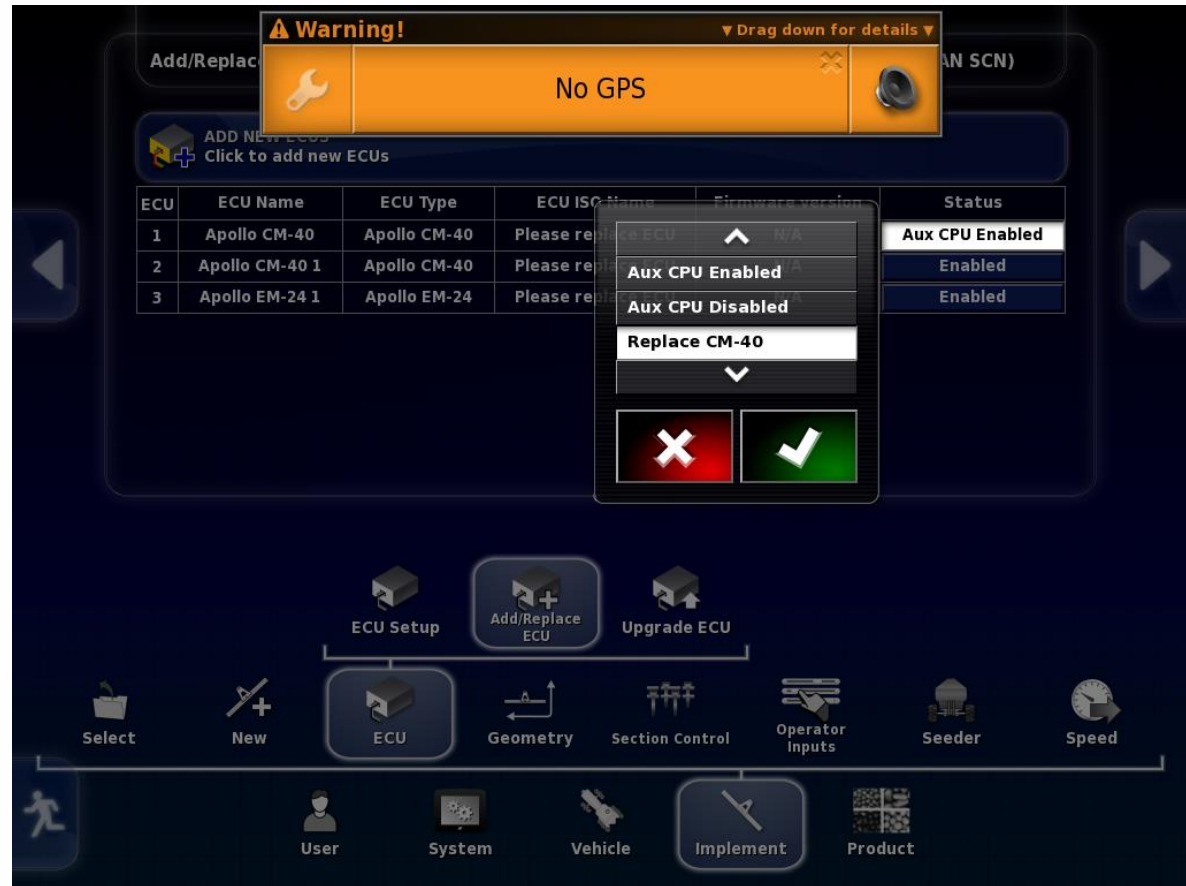 Warning!
Drag down for details
No GPS
Add/Replac
AN SCN)
ADD NEW ECUS
Click to add new ECUs
ECU ECU Name ECU Type ECU ISO Name Firmware version Status
1 Apollo CM-40 Apollo CM-40 Please replace ECU N/A Aux CPU Enabled
2 Apollo CM-40 1 Apollo CM-40 Please replace ECU N/A Enabled
3 Apollo EM-24 1 Apollo EM-24 Please replace ECU Enabled
Aux CPU Enabled
Aux CPU Disabled
Replace CM-40
ECU Setup
Add/Replace
ECU
Upgrade ECU
Select
New
ECU
Geometry
Section Control
Operator
Inputs
Seeder
Speed
User
System
Vehicle
Implement
Product